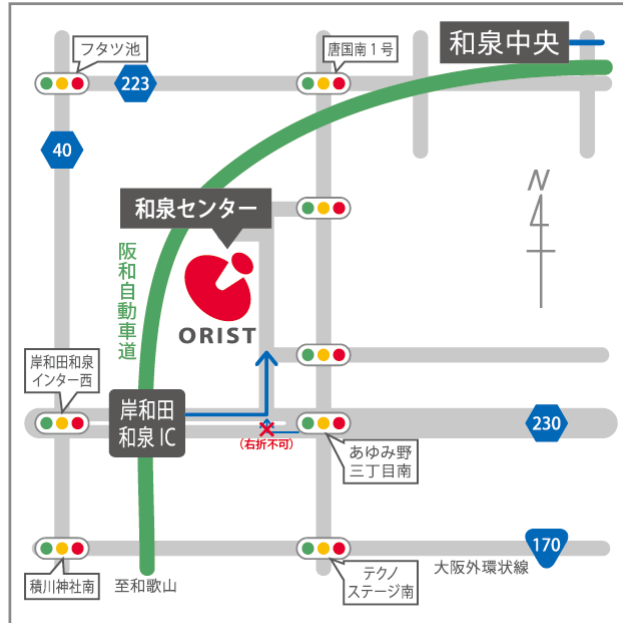 フタツ池
唐国南1号
和泉中央
223
40
N
和泉センター
阪和自動車道
ORIST
岸和田和泉
インター西
岸和田
和泉IC
(右折不可)
230
あゆみ野
三丁目南
170
大阪外環状線
積川神社南
至和歌山
テクノ
ステージ南